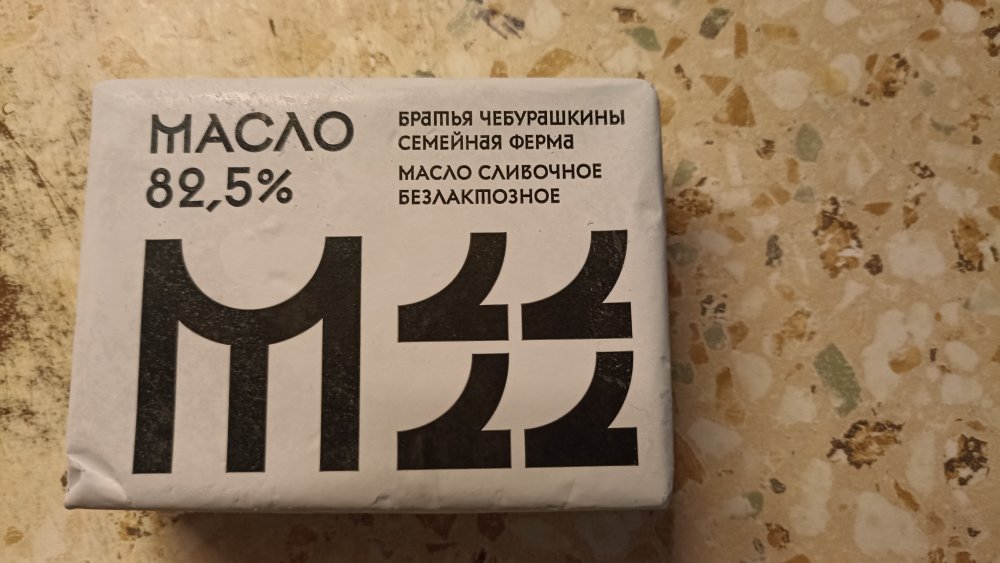 МАСЛО
82,5%
БРАТЬЯ ЧЕБУРАШКИНЫ
СЕМЕЙНАЯ ФЕРМА
МАСЛО СЛИВОЧНОЕ
БЕЗЛАКТОЗНОЕ
М